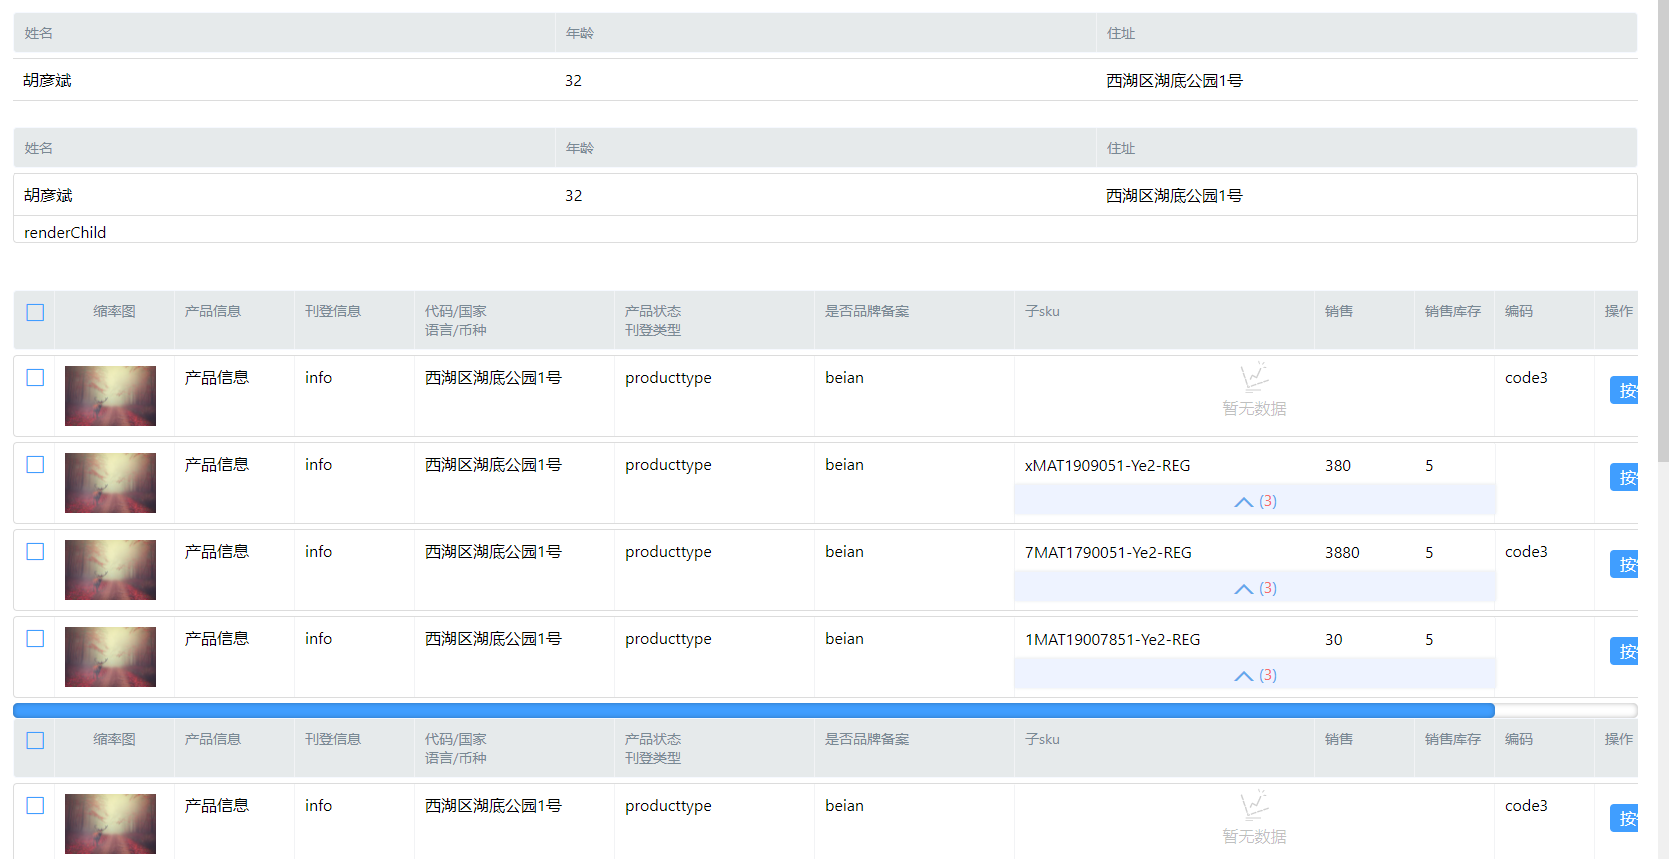 姓名 年龄 住址
胡彦斌 32 西湖区湖底公园1号
姓名 年龄 住址
胡彦斌 32 西湖区湖底公园1号
renderChild
缩率图 产品信息 刊登信息 代码/国家 产品状态 是否品牌备案 子sku 销售 销售库存 编码 操作
语言/币种 刊登类型
产品信息 info 西湖区湖底公园1号 producttype beian code3
按
暂无数据
产品信息 info 西湖区湖底公园1号 producttype beian xMAT1909051-Ye2-REG 380 5
按
(3)
产品信息 info 西湖区湖底公园1号 producttype beian 7MAT1790051-Ye2-REG 3880 5 code3
按
(3)
产品信息 info 西湖区湖底公园1号 producttype beian 1MAT19007851-Ye2-REG 30 5
按
(3)
缩率图 产品信息 刊登信息 代码/国家 产品状态 是否品牌备案 子sku 销售 销售库存 编码 操作
语言/币种 刊登类型
产品信息 info 西湖区湖底公园1号 producttype beian code3
按
暂无数据